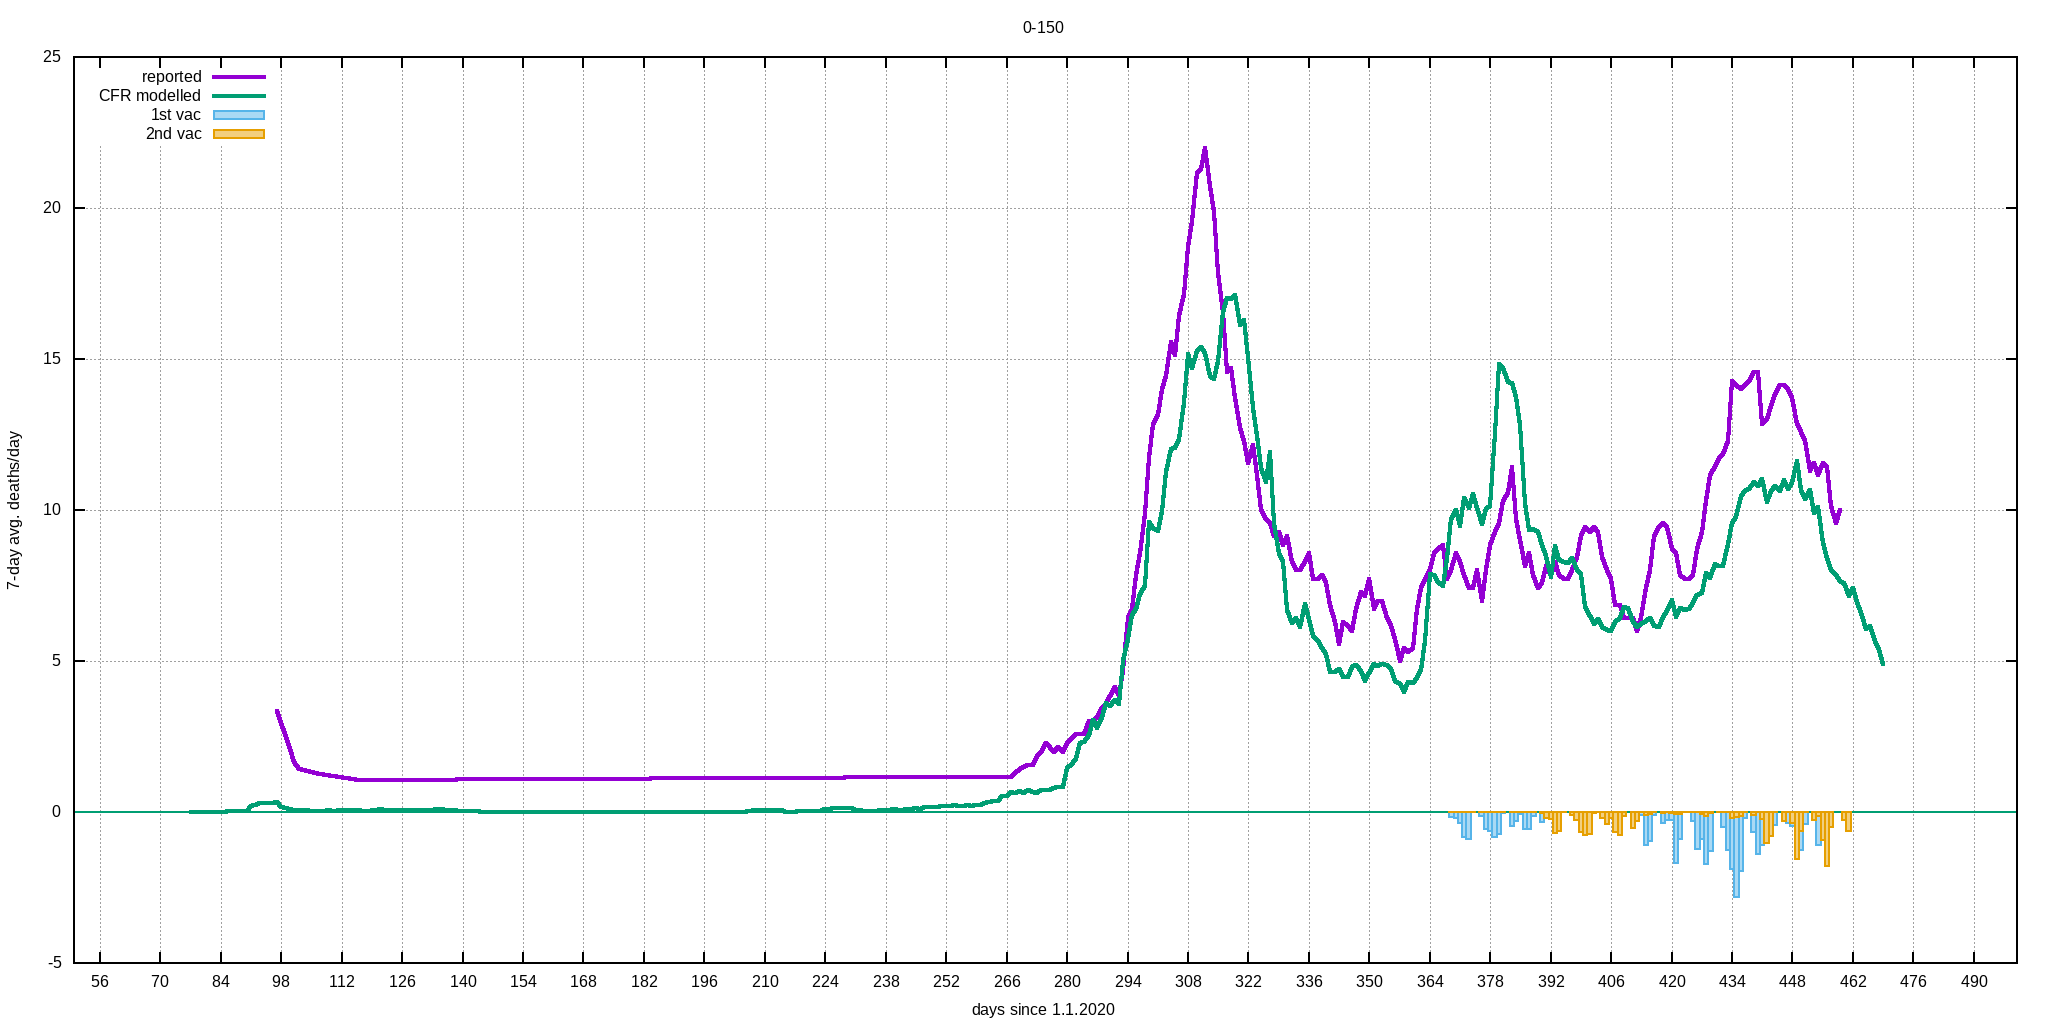 0-150
25
20
15
10
5
0
-5
7-day avg. deaths/day
reported
CFR modelled
1st vac
2nd vac
56 70 84 98 112 126 140 154 168 182 196 210 224 238 252 266 280 294 308 322 336 350 364 378 392 406 420 434 448 462 476 490
days since 1.1.2020